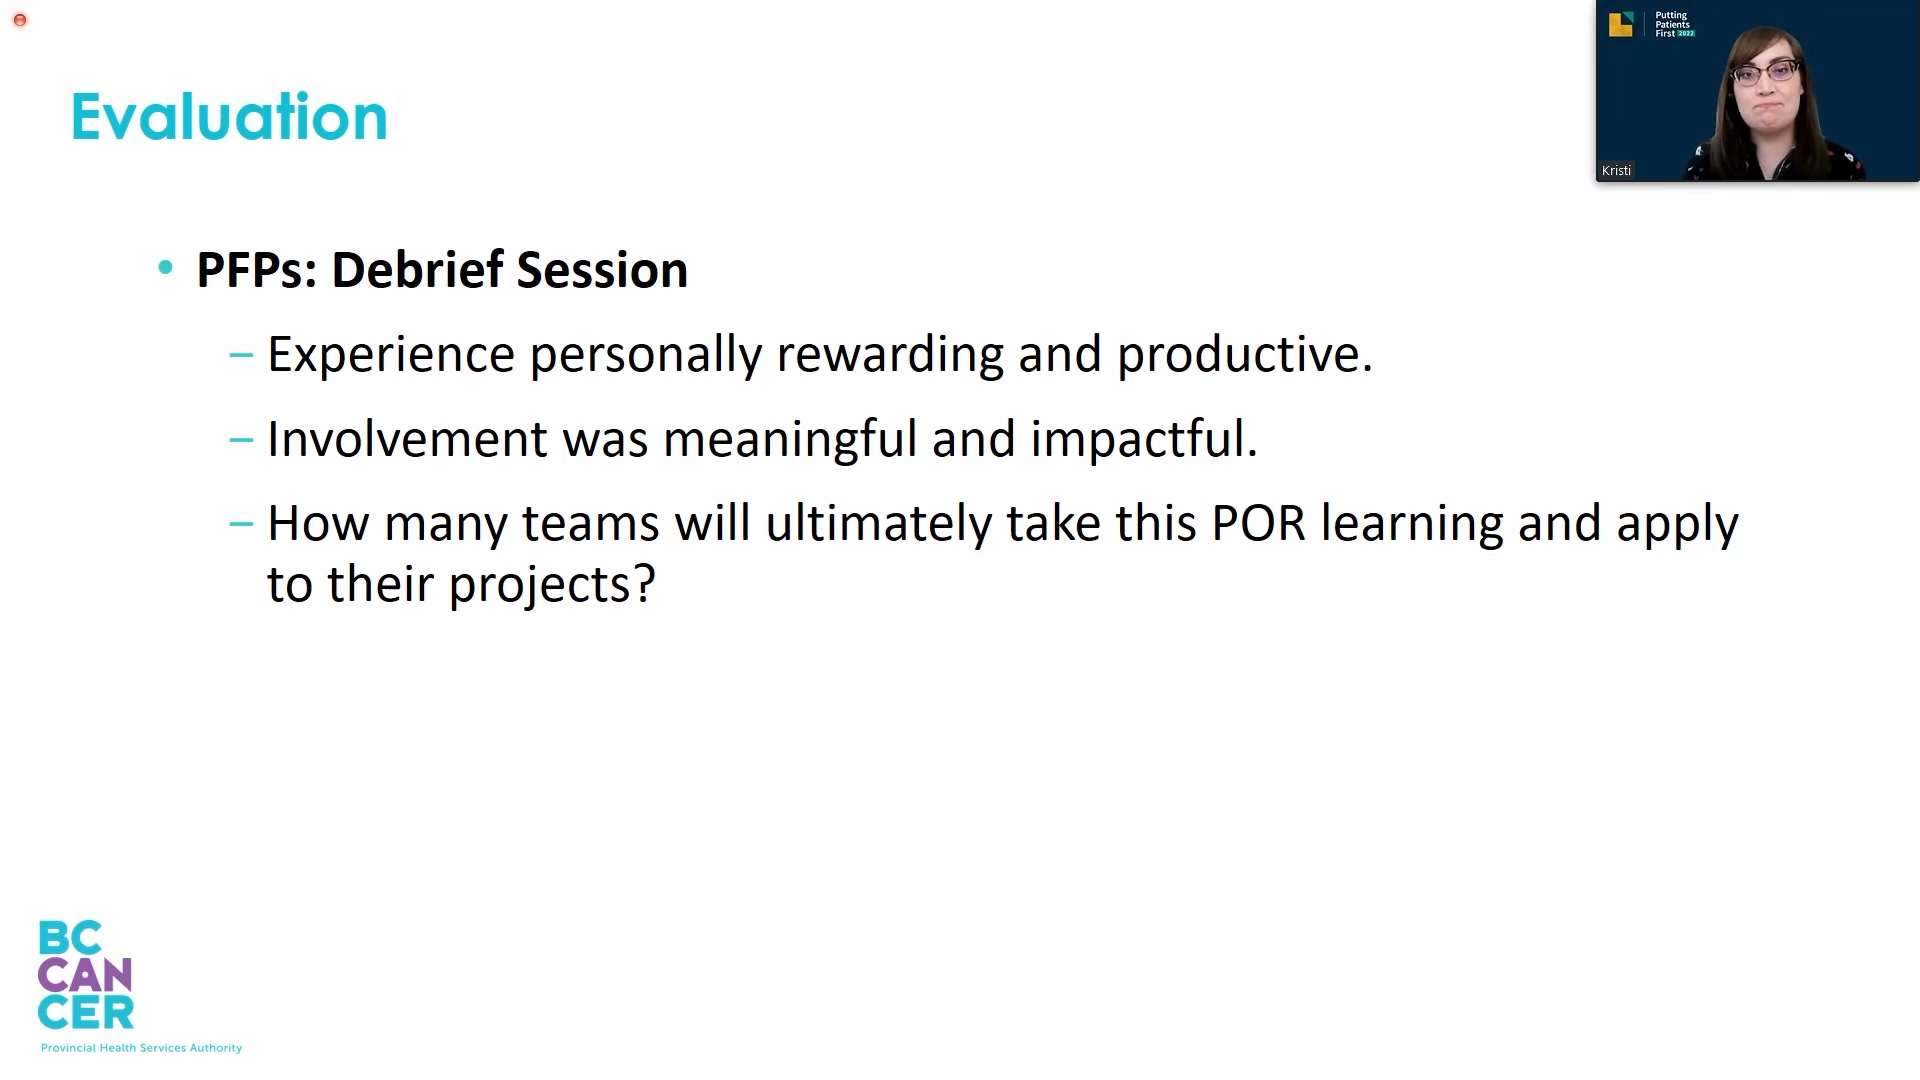 Putting
Patients
First 2022
Kristi
Evaluation
• PFPs: Debrief Session
– Experience personally rewarding and productive.
– Involvement was meaningful and impactful.
– How many teams will ultimately take this POR learning and apply
to their projects?
BC
CAN
CER
Provincial Health Services Authority